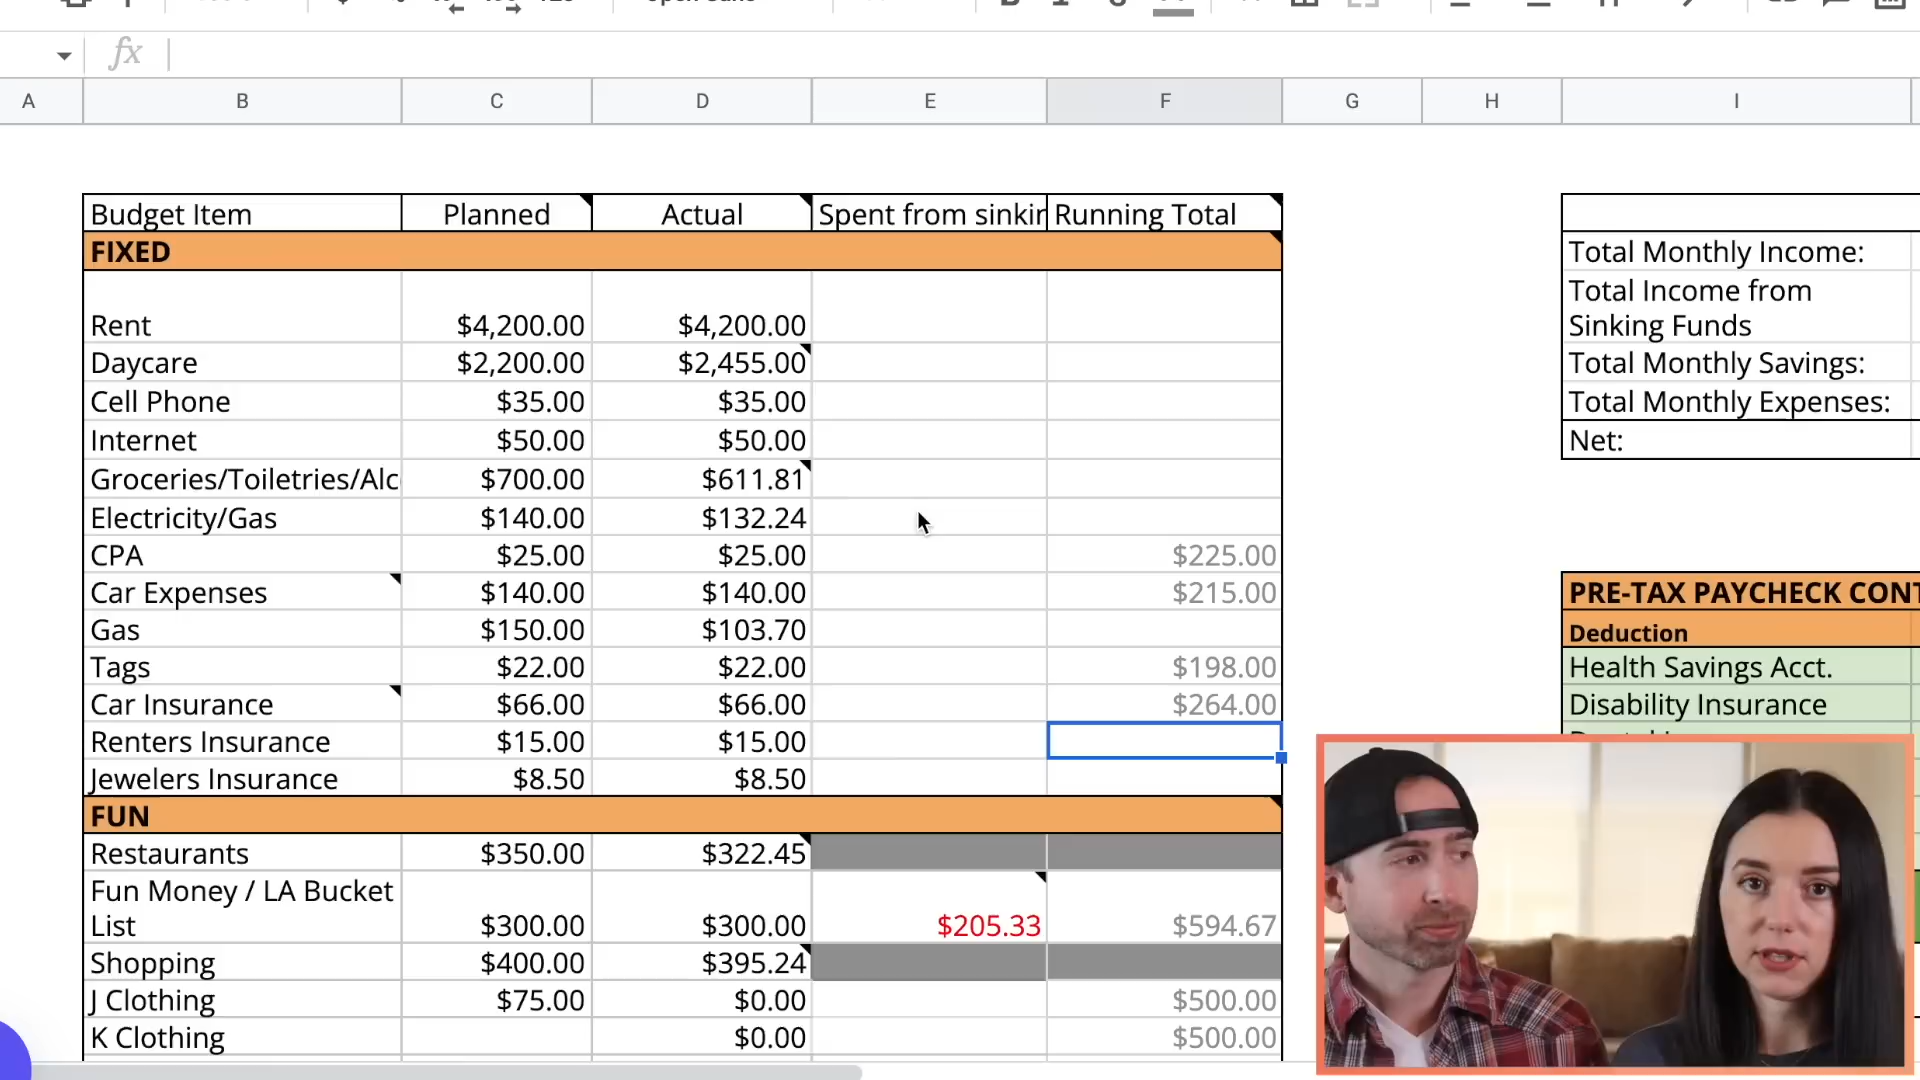 fx
A B C D E F G H I
Budget Item Planned Actual Spent from sinkin Running Total
FIXED
Rent $4,200.00 $4,200.00
Daycare $2,200.00 $2,455.00
Cell Phone $35.00 $35.00
Internet $50.00 $50.00
Groceries/Toiletries/Alc $700.00 $611.81
Electricity/Gas $140.00 $132.24
CPA $25.00 $25.00 $225.00
Car Expenses $140.00 $140.00 $215.00
Gas $150.00 $103.70
Tags $22.00 $22.00 $198.00
Car Insurance $66.00 $66.00 $264.00
Renters Insurance $15.00 $15.00
Jewelers Insurance $8.50 $8.50
FUN
Restaurants $350.00 $322.45
Fun Money / LA Bucket
List $300.00 $300.00 $205.33 $594.67
Shopping $400.00 $395.24
J Clothing $75.00 $0.00 $500.00
K Clothing $0.00 $500.00
Total Monthly Income:
Total Income from
Sinking Funds
Total Monthly Savings:
Total Monthly Expenses:
Net:
PRE-TAX PAYCHECK CONT
Deduction
Health Savings Acct.
Disability Insurance